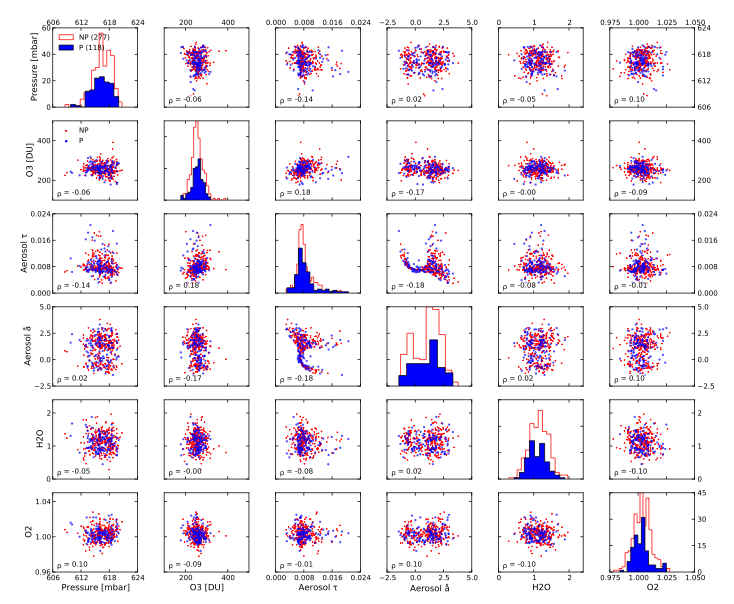 606 612 618 624
200 400
0.000 0.008 0.016 0.024
−2.5 0.0 2.5 5.0
0 1 2
0.975 1.000 1.025 1.050
60
40
20
0
Pressure [mbar]
NP (277)
P (118)
ρ = -0.06
ρ = -0.14
ρ = 0.02
ρ = -0.05
ρ = 0.10
624
618
612
606
400
200
O3 [DU]
NP
P
ρ = -0.06
ρ = 0.18
ρ = -0.17
ρ = -0.00
ρ = -0.09
0.024
0.016
0.008
0.000
Aerosol τ
ρ = -0.14
ρ = 0.18
ρ = -0.18
ρ = -0.08
ρ = -0.01
0.024
0.016
0.008
0.000
5.0
2.5
0.0
−2.5
Aerosol å
ρ = 0.02
ρ = -0.17
ρ = -0.18
ρ = 0.02
ρ = 0.10
5.0
2.5
0.0
−2.5
2
1
0
H2O
ρ = -0.05
ρ = -0.00
ρ = -0.08
ρ = 0.02
ρ = -0.10
2
1
0
1.04
1.00
0.96
O2
ρ = 0.10
ρ = -0.09
ρ = -0.01
ρ = 0.10
ρ = -0.10
45
30
15
0
606 612 618 624
200 400
0.000 0.008 0.016 0.024
−2.5 0.0 2.5 5.0
0 1 2
0.975 1.000 1.025 1.050
Pressure [mbar]
O3 [DU]
Aerosol τ
Aerosol å
H2O
O2